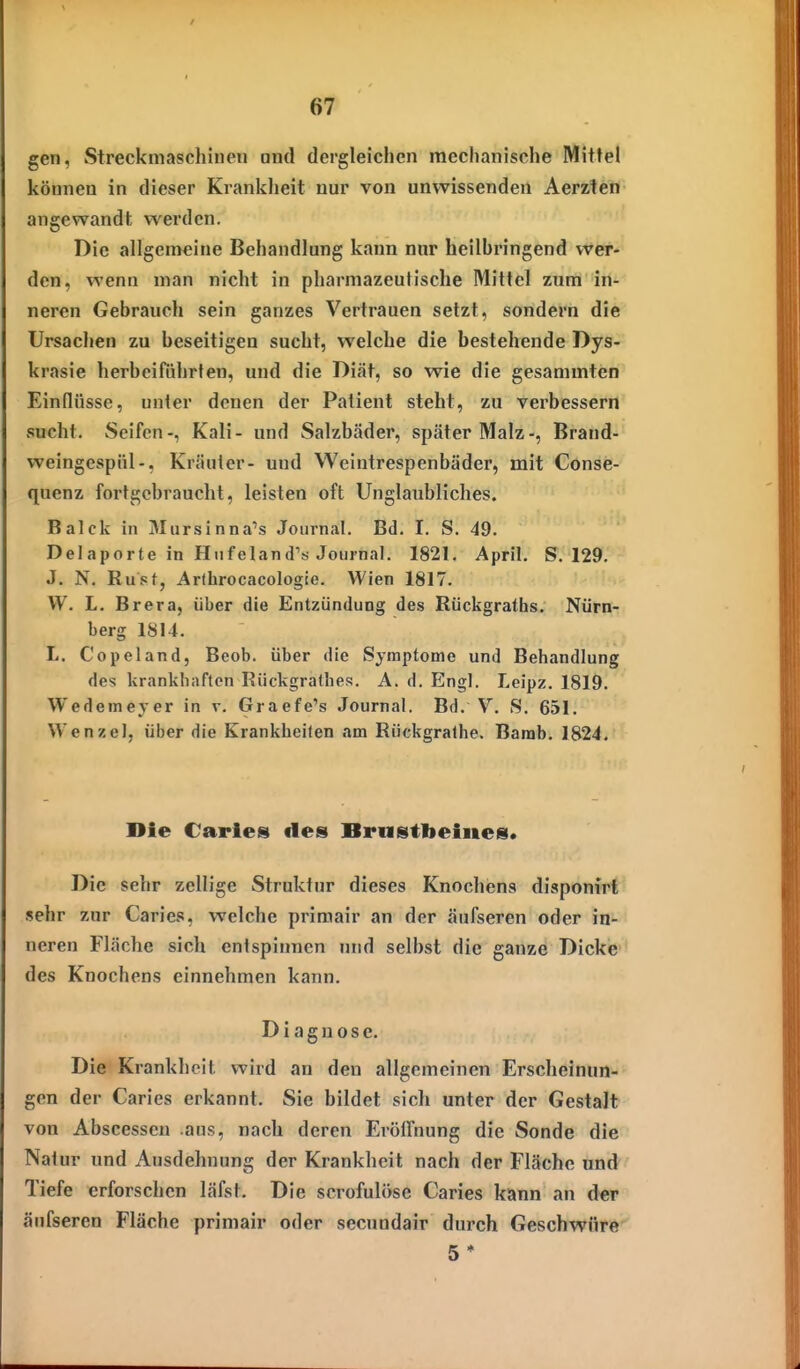 67
gen, Streckmaschinen und dergleichen mechanische Mittel
können in dieser Krankheit nur von unwissenden Aerzten
angewandt werden.
Die allgemeine Behandlung kann nur heilbringend wer-
den, wenn man nicht in pharmazeutische Mittel zum in-
neren Gebrauch sein ganzes Vertrauen setzt, sondern die
Ursachen zu beseitigen sucht, welche die bestehende Dys-
krasie herbeiführten, und die Diät, so wie die gesammten
Einflüsse, unter denen der Patient steht, zu verbessern
sucht. Seifen-, Kali- und Salzbäder, später Malz-, Brand-
weingespül-, Kräuter- und Weintrespenbäder, mit Conse-
quenz fortgebraucht, leisten oft Unglaubliches.
Balck in Mursinna's Journal. Bd. I. S. 49.
Delaporte in Hufeland's Journal. 1821. April. S. 129.
J. N. Rust, Arthrocacologie. Wien 1817.
W. L. Brera, über die Entzündung des Rückgraths. Nürn-
berg 1814.
L. Copeland, Beob. über die Symptome und Behandlung
des krankhaften Rückgrathes. A. d. Engl. Leipz. 1819.
Wedemeyer in v. Graefe's Journal. Bd. V. S. 651.
Wenzel, über die Krankheiten am Rückgrathe. Bamb. 1824.
Die Caries des Brustbeines.
Die sehr zellige Struktur dieses Knochens disponirt
sehr zur Caries, welche primair an der äufseren oder in-
neren Fläche sich entspinnen und selbst die ganze Dicke
des Knochens einnehmen kann.
Diagnose.
Die Krankheit wird an den allgemeinen Erscheinun-
gen der Caries erkannt. Sie bildet sich unter der Gestalt
von Abscessen aus, nach deren Eröffnung die Sonde die
Natur und Ausdehnung der Krankheit nach der Fläche und
Tiefe erforschen läfst. Die scrofulöse Caries kann an der
äufseren Fläche primair oder secundair durch Geschwüre
5 *